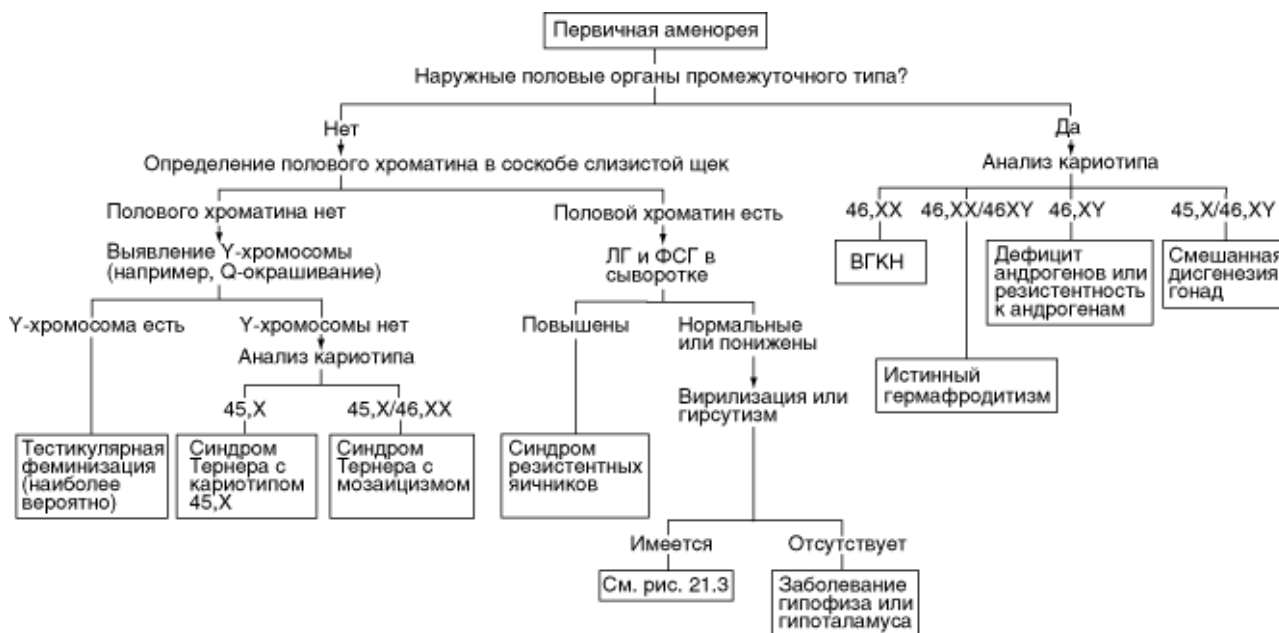 Первичная аменорея
Наружные половые органы промежуточного типа?
Нет
Да
Определение полового хроматина в соскобе слизистой щек
Анализ кариотипа
Полового хроматина нет
Половой хроматин есть
46,XX
46,XX/46XY
46,XY
45,X/46,XY
Выявление Y-хромосомы
(например, Q-окрашивание)
ЛГ и ФСГ в
сыворотке
ВГКН
Дефицит
андрогенов или
резистентность
к андрогенам
Смешанная
дисгенезия
гонад
Y-хромосома есть
Y-хромосомы нет
Повышены
Нормальные
или понижены
Анализ кариотипа
Истинный
гермафродитизм
Вирилизация или
гирсутизм
45,X
45,X/46,XX
Тестикулярная
феминизация
(наиболее
вероятно)
Синдром
Тернера с
кариотипом
45,X
Синдром
Тернера с
мозаицизмом
Синдром
резистентных
яичников
Имеется
Отсутствует
См. рис. 21.3
Заболевание
гипофиза или
гипоталамуса